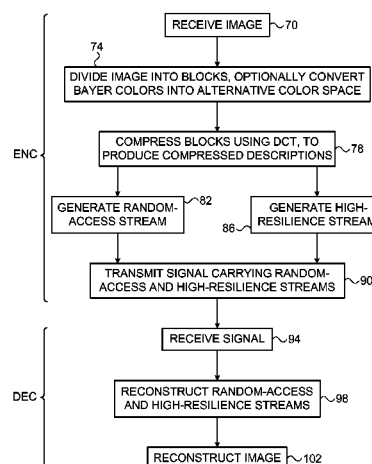 RECEIVE IMAGE
70
74
DIVIDE IMAGE INTO BLOCKS, OPTIONALLY CONVERT
BAYER COLORS INTO ALTERNATIVE COLOR SPACE
ENC
COMPRESS BLOCKS USING DCT, TO
PRODUCE COMPRESSED DESCRIPTIONS
78
GENERATE RANDOM-
ACCESS STREAM
82
GENERATE HIGH-
RESILIENCE STREAM
86
TRANSMIT SIGNAL CARRYING RANDOM-
ACCESS AND HIGH-RESILIENCE STREAMS
90
RECEIVE SIGNAL
94
DEC
RECONSTRUCT RANDOM-ACCESS
AND HIGH-RESILIENCE STREAMS
98
RECONSTRUCT IMAGE
102